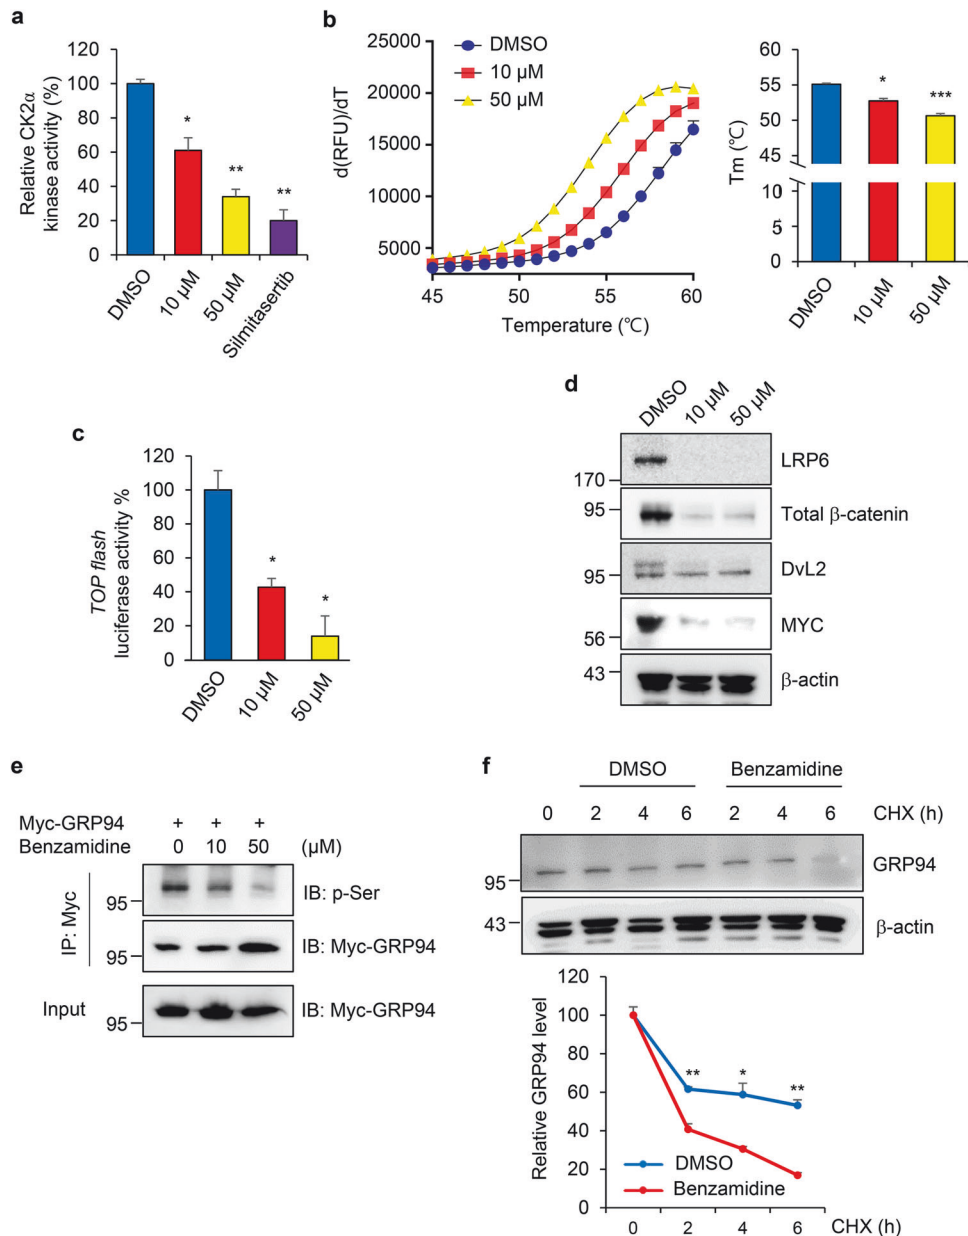 a
Relative CK2α
kinase activity (%)
120
100
80
60
40
20
0
*
**
**
DMSO
10 µM
50 µM
Silmitasertib
b
d(RFU)/dT
25000
20000
15000
10000
5000
45 50 55 60
Temperature (℃)
DMSO
10 µM
50 µM
Tm (℃)
60
55
50
45
15
10
5
0
*
***
DMSO
10 µM
50 µM
c
TOP flash
luciferase activity %
120
100
80
60
40
20
0
*
*
DMSO
10 µM
50 µM
d
DMSO
10 µM
50 µM
170
LRP6
95
Total β-catenin
95
DvL2
56
MYC
43
β-actin
e
Myc-GRP94 + + +
Benzamidine 0 10 50 (µM)
IP: Myc
95
IB: p-Ser
95
IB: Myc-GRP94
Input
95
IB: Myc-GRP94
f
DMSO Benzamidine
0 2 4 6 2 4 6 CHX (h)
95
GRP94
43
β-actin
Relative GRP94 level
120
100
80
60
40
20
0
**
*
**
DMSO
Benzamidine
0 2 4 6 CHX (h)